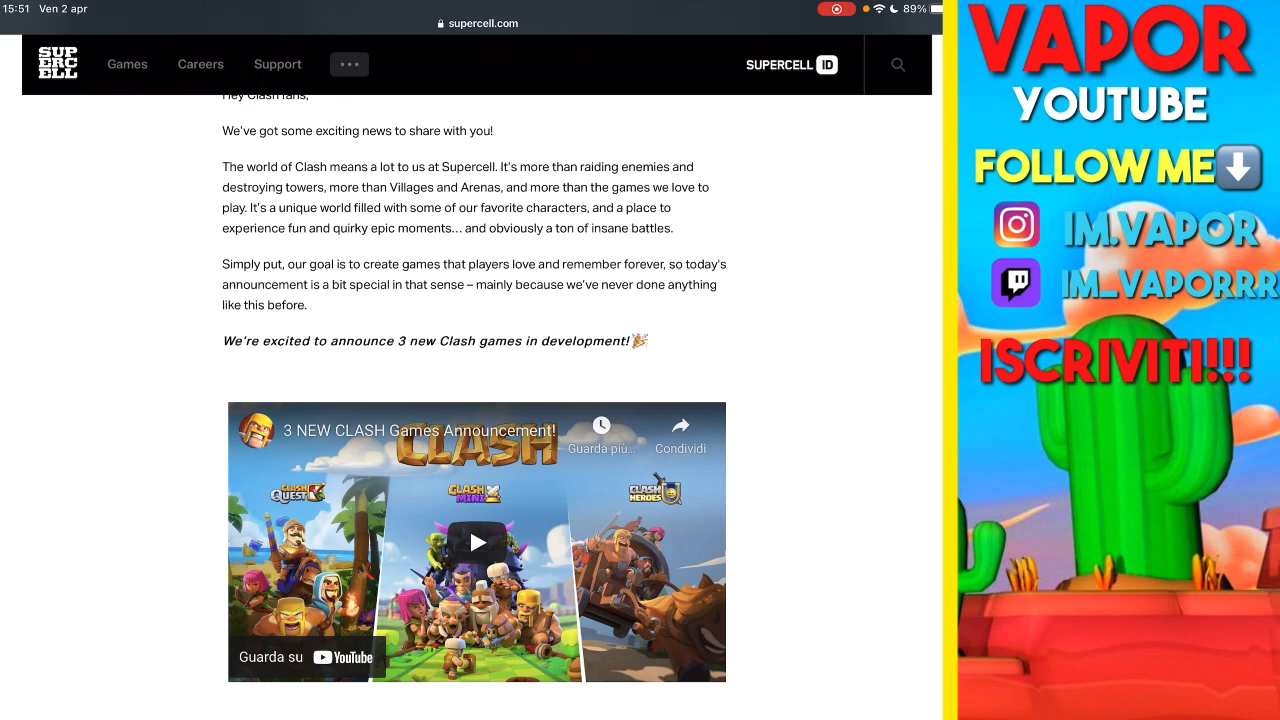 15:51 Ven 2 apr
89%
supercell.com
SUP
ERC
ELL
Games
Careers
Support
SUPERCELL ID
Hey Clash fans,
We've got some exciting news to share with you!
The world of Clash means a lot to us at Supercell. It's more than raiding enemies and
destroying towers, more than Villages and Arenas, and more than the games we love to
play. It's a unique world filled with some of our favorite characters, and a place to
experience fun and quirky epic moments… and obviously a ton of insane battles.
Simply put, our goal is to create games that players love and remember forever, so today's
announcement is a bit special in that sense – mainly because we've never done anything
like this before.
We're excited to announce 3 new Clash games in development!🎉
3 NEW CLASH Games Announcement!
Guarda più...
Condividi
CLASH
CLASH QUEST
CLASH MINI
CLASH HEROES
Guarda su YouTube
VAPOR
YOUTUBE
FOLLOW ME⬇️
IM.VAPOR
IM_VAPORRR
ISCRIVITI!!!